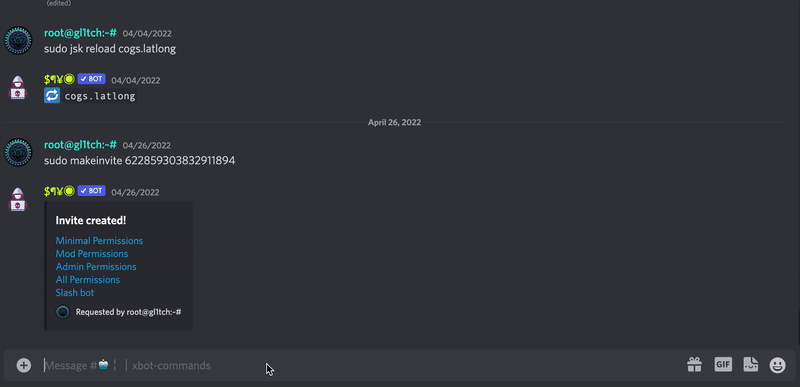 (edited)
root@gl1tch:~# 04/04/2022
sudo jsk reload cogs.latlong
$¶¥◉ ✓ BOT 04/04/2022
🔁 cogs.latlong
April 26, 2022
root@gl1tch:~# 04/26/2022
sudo makeinvite 622859303832911894
$¶¥◉ ✓ BOT 04/26/2022
Invite created!
Minimal Permissions
Mod Permissions
Admin Permissions
All Permissions
Slash bot
Requested by root@gl1tch:~#
Message #🤖 ¦ | xbot-commands GIF